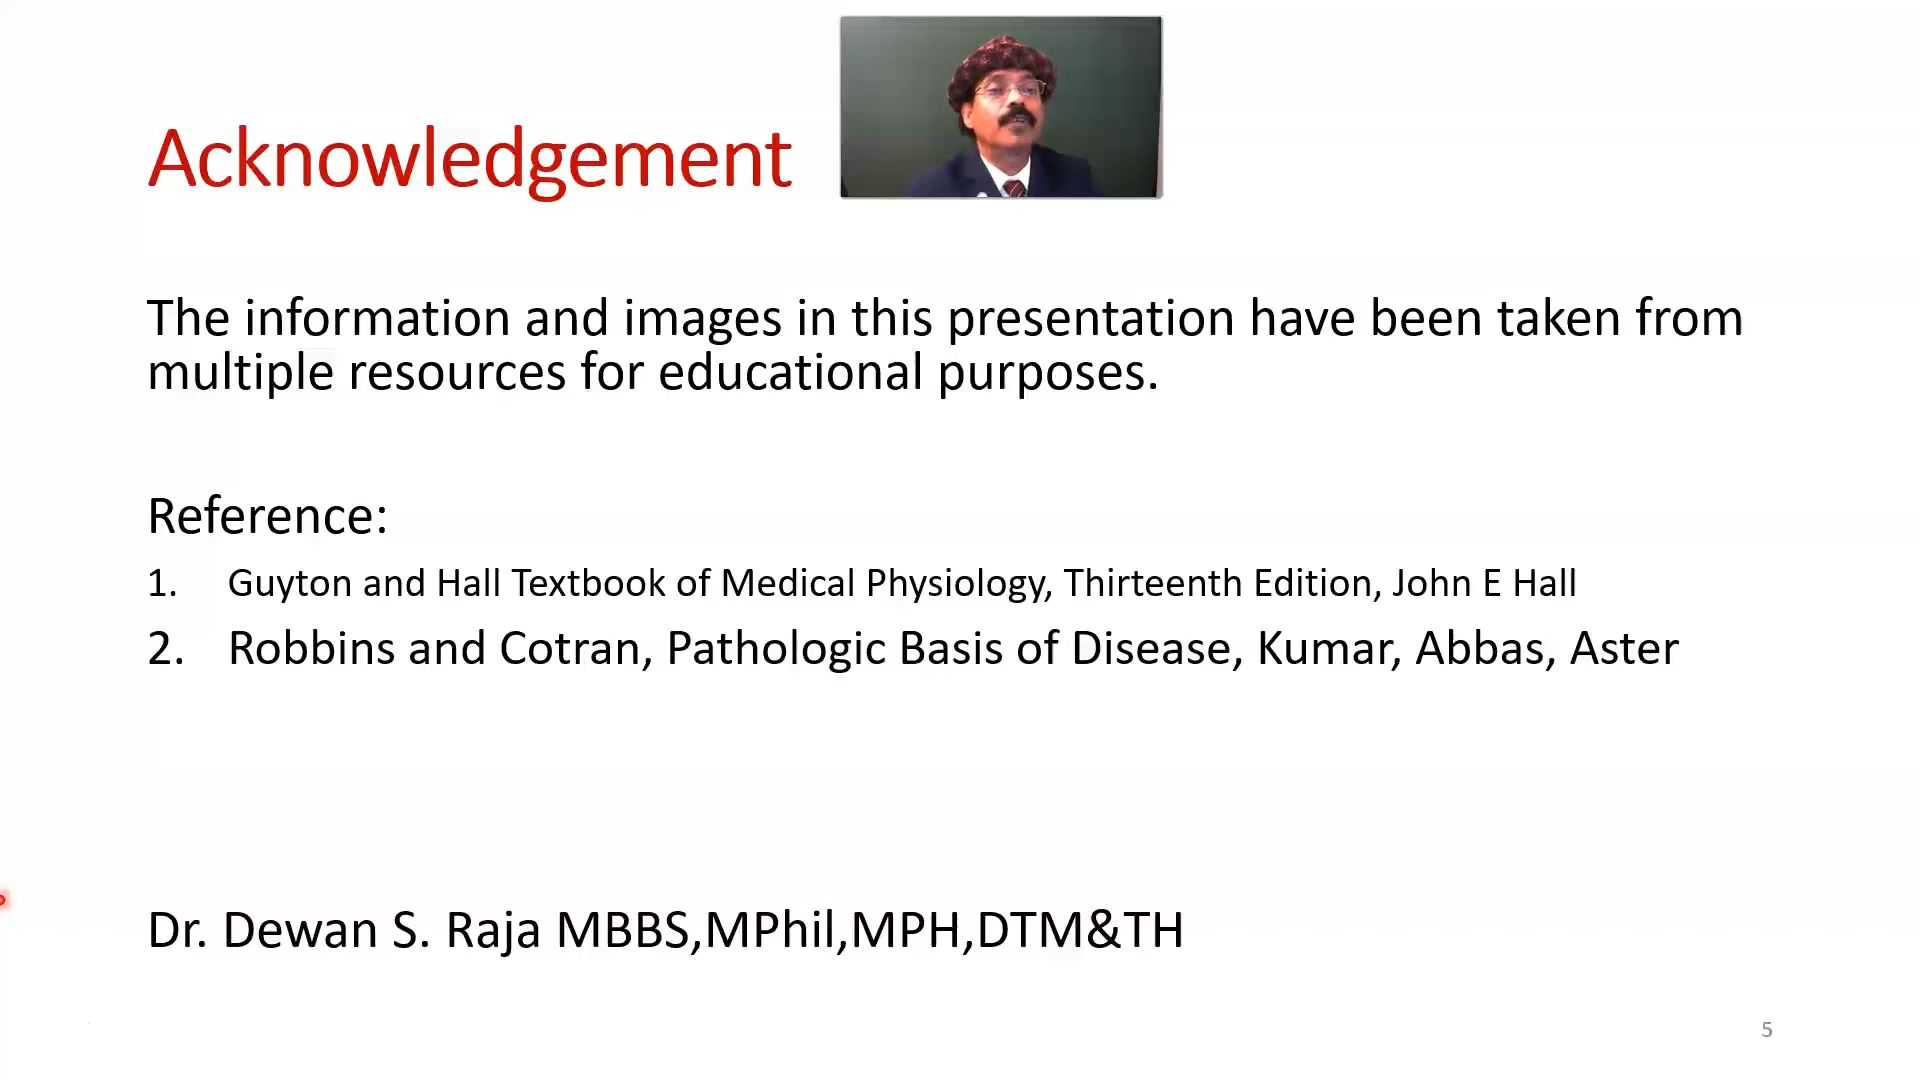 Acknowledgement
The information and images in this presentation have been taken from
multiple resources for educational purposes.
Reference:
1. Guyton and Hall Textbook of Medical Physiology, Thirteenth Edition, John E Hall
2. Robbins and Cotran, Pathologic Basis of Disease, Kumar, Abbas, Aster
Dr. Dewan S. Raja MBBS,MPhil,MPH,DTM&TH
5